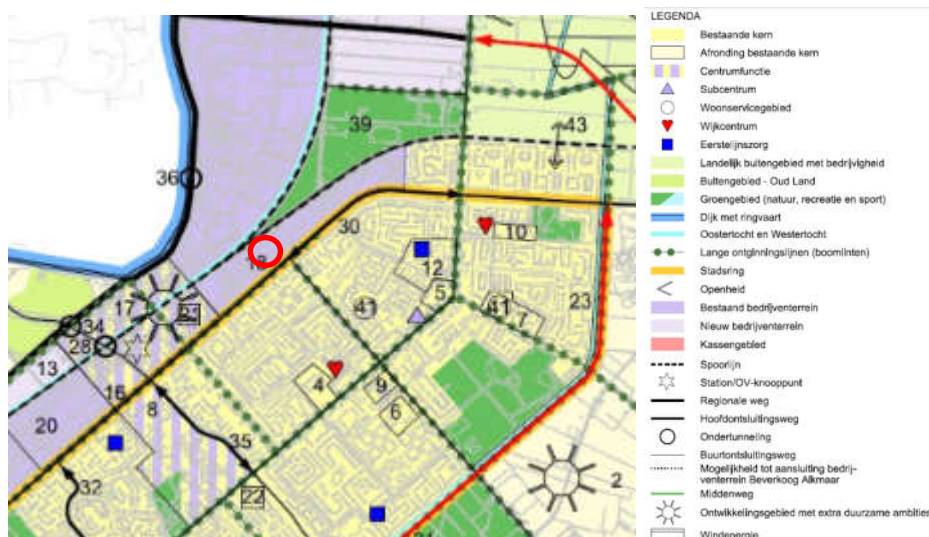 LEGENDA
Bestaande kern
Afronding bestaande kern
Centrumfunctie
Subcentrum
Woonservicegebied
Wijkcentrum
Eerstelijnszorg
Landelijk buitengebied met bedrijvigheid
Buitengebied - Oud Land
Groengebied (natuur, recreatie en sport)
Dijk met ringvaart
Oostertocht en Westertocht
Lange ontginningslijnen (boomlinten)
Stadsring
Openheid
Bestaand bedrijventerrein
Nieuw bedrijventerrein
Kassengebied
Spoorlijn
Station/OV-knooppunt
Regionale weg
Hoofdontsluitingsweg
Ondertunneling
Buurtontsluitingsweg
Mogelijkheid tot aansluiting bedrij-
venterrein Beverkoog Alkmaar
Middenweg
Ontwikkelingsgebied met extra duurzame ambities
Windenergie
39
43
36
30
10
12
5
41
41
7
23
17
34
28
13
4
9
6
16
8
20
35
2
32
22